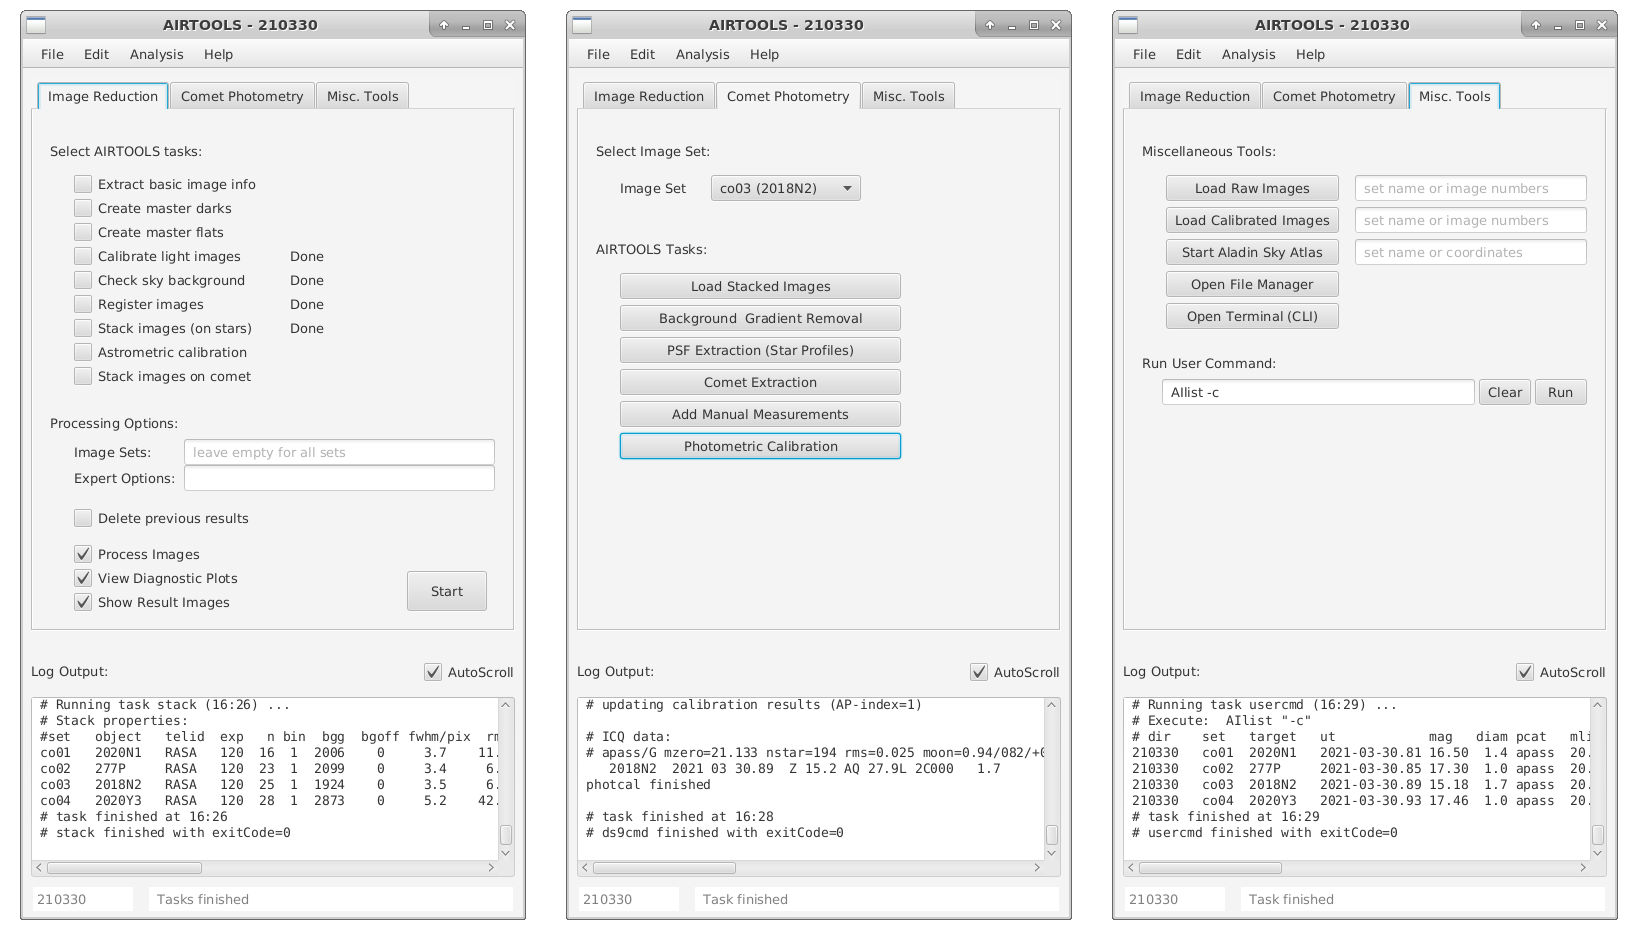 AIRTOOLS - 210330
File Edit Analysis Help
Image Reduction Comet Photometry Misc. Tools
Select AIRTOOLS tasks:
Extract basic image info
Create master darks
Create master flats
Calibrate light images Done
Check sky background Done
Register images Done
Stack images (on stars) Done
Astrometric calibration
Stack images on comet
Processing Options:
Image Sets: leave empty for all sets
Expert Options:
Delete previous results
Process Images
View Diagnostic Plots
Show Result Images
Start
Log Output: AutoScroll
# Running task stack (16:26) ...
# Stack properties:
#set object telid exp n bin bgg bgoff fwhm/pix rm
co01 2020N1 RASA 120 16 1 2006 0 3.7 11.
co02 277P RASA 120 23 1 2099 0 3.4 6.
co03 2018N2 RASA 120 25 1 1924 0 3.5 6.
co04 2020Y3 RASA 120 28 1 2873 0 5.2 42.
# task finished at 16:26
# stack finished with exitCode=0
210330 Tasks finished
AIRTOOLS - 210330
File Edit Analysis Help
Image Reduction Comet Photometry Misc. Tools
Select Image Set:
Image Set co03 (2018N2)
AIRTOOLS Tasks:
Load Stacked Images
Background Gradient Removal
PSF Extraction (Star Profiles)
Comet Extraction
Add Manual Measurements
Photometric Calibration
Log Output: AutoScroll
# updating calibration results (AP-index=1)
# ICQ data:
# apass/G mzero=21.133 nstar=194 rms=0.025 moon=0.94/082/+0
2018N2 2021 03 30.89 Z 15.2 AQ 27.9L 2C000 1.7
photcal finished
# task finished at 16:28
# ds9cmd finished with exitCode=0
210330 Task finished
AIRTOOLS - 210330
File Edit Analysis Help
Image Reduction Comet Photometry Misc. Tools
Miscellaneous Tools:
Load Raw Images set name or image numbers
Load Calibrated Images set name or image numbers
Start Aladin Sky Atlas set name or coordinates
Open File Manager
Open Terminal (CLI)
Run User Command:
AIlist -c Clear Run
Log Output: AutoScroll
# Running task usercmd (16:29) ...
# Execute: AIlist "-c"
# dir set target ut mag diam pcat mli
210330 co01 2020N1 2021-03-30.81 16.50 1.4 apass 20.
210330 co02 277P 2021-03-30.85 17.30 1.0 apass 20.
210330 co03 2018N2 2021-03-30.89 15.18 1.7 apass 20.
210330 co04 2020Y3 2021-03-30.93 17.46 1.0 apass 20.
# task finished at 16:29
# usercmd finished with exitCode=0
210330 Task finished